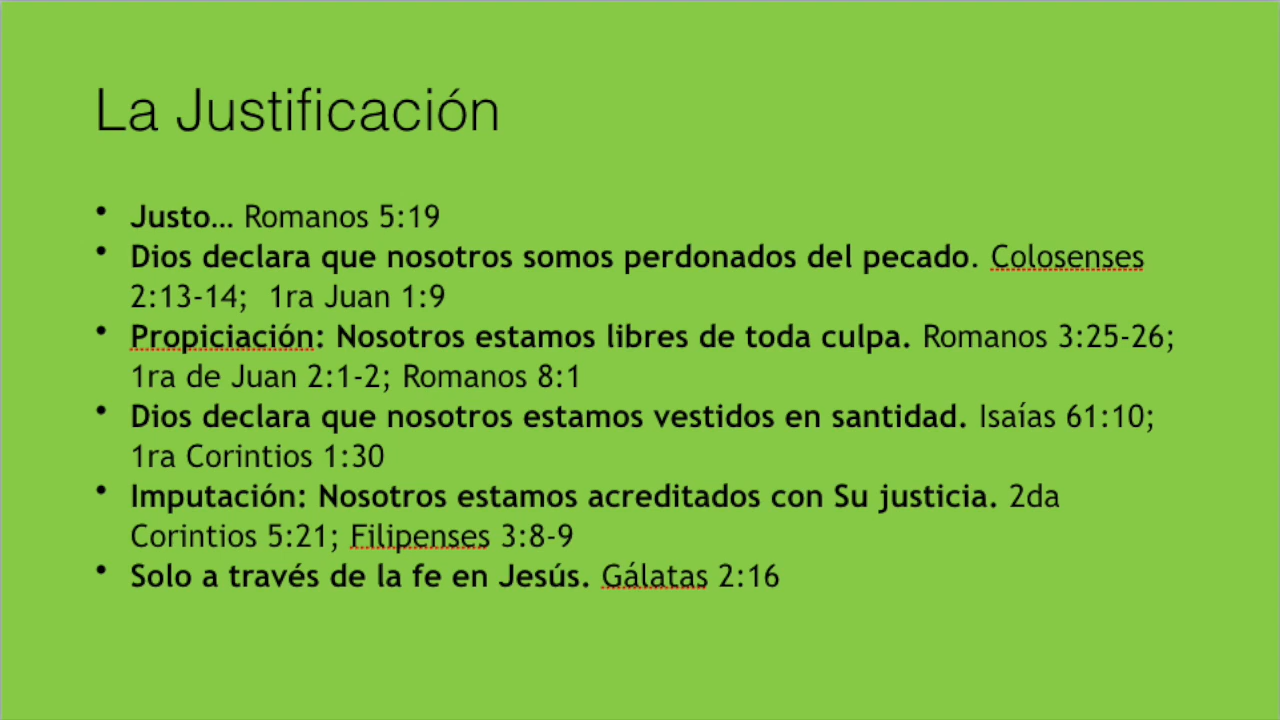 La Justificación
• Justo... Romanos 5:19
• Dios declara que nosotros somos perdonados del pecado. Colosenses
2:13-14;  1ra Juan 1:9
• Propiciación: Nosotros estamos libres de toda culpa. Romanos 3:25-26;
1ra de Juan 2:1-2; Romanos 8:1
• Dios declara que nosotros estamos vestidos en santidad. Isaías 61:10;
1ra Corintios 1:30
• Imputación: Nosotros estamos acreditados con Su justicia. 2da
Corintios 5:21; Filipenses 3:8-9
• Solo a través de la fe en Jesús. Gálatas 2:16